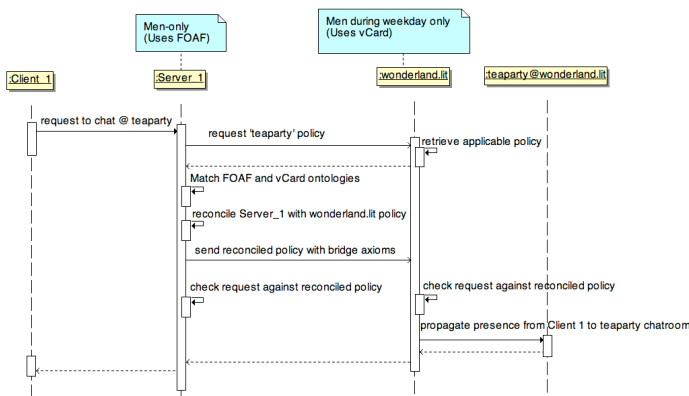 Men-only
(Uses FOAF)
Men during weekday only
(Uses vCard)
:Client_1
:Server_1
:wonderland.lit
:teaparty@wonderland.lit
request to chat @ teaparty
request 'teaparty' policy
retrieve applicable policy
Match FOAF and vCard ontologies
reconcile Server_1 with wonderland.lit policy
send reconciled policy with bridge axioms
check request against reconciled policy
check request against reconciled policy
propagate presence from Client 1 to teaparty chatroom